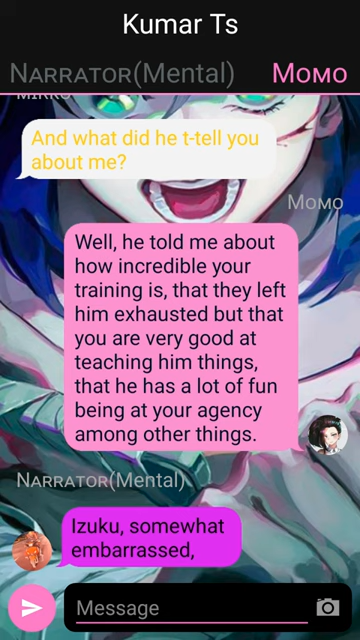 Kumar Ts
Narrator(Mental) Momo
Mirko
And what did he t-tell you
about me?
Momo
Well, he told me about
how incredible your
training is, that they left
him exhausted but that
you are very good at
teaching him things,
that he has a lot of fun
being at your agency
among other things.
Narrator(Mental)
Izuku, somewhat
embarrassed,
Message